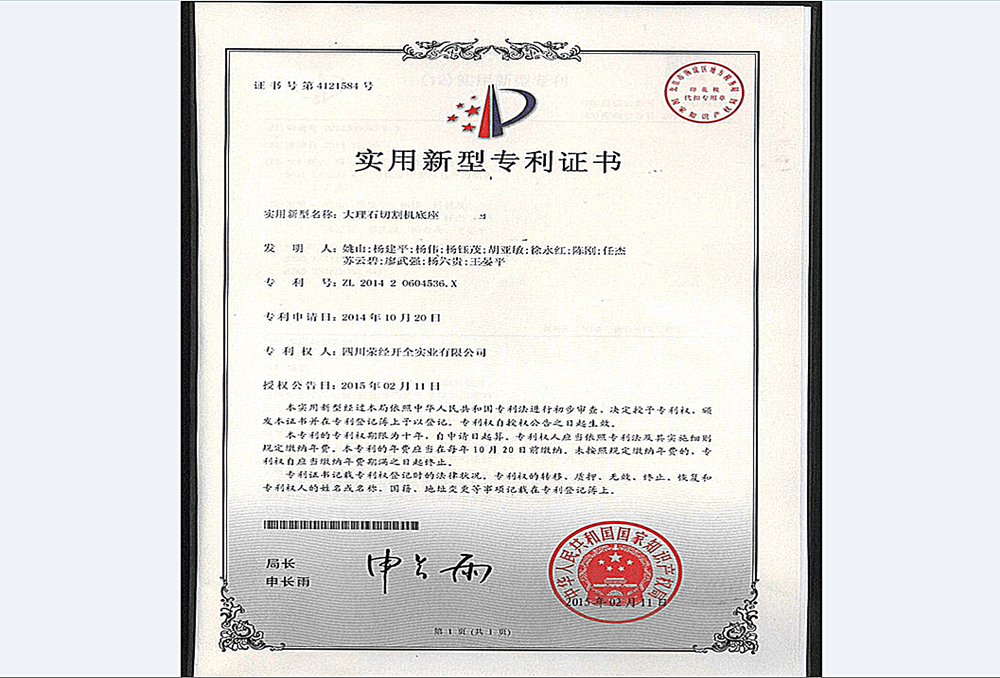 证书号第4121584号
印花税
代扣专用章
国家知识产权局
实用新型专利证书
实用新型名称：大理石切割机底座
发明人：姚山;杨建平;杨伟;杨钰茂;胡亚敏;徐永红;陈刚;任杰
苏云碧;廖武强;杨六贵;王晏平
专利号：ZL 2014 2 0604536.X
专利申请日：2014年10月20日
专利权人：四川荥经开全实业有限公司
授权公告日：2015年02月11日
本实用新型经过本局依照中华人民共和国专利法进行初步审查，决定授予专利权，颁
发本证书并在专利登记簿上予以登记。专利权自授权公告之日起生效。
本专利的专利权期限为十年，自申请日起算。专利权人应当依照专利法及其实施细则
规定缴纳年费。本专利的年费应当在每年10月20日前缴纳。未按照规定缴纳年费的，专
利权自应当缴纳年费期满之日起终止。
专利证书记载专利权登记时的法律状况。专利权的转移、质押、无效、终止、恢复和
专利权人的姓名或名称、国籍、地址变更等事项记载在专利登记簿上。
局长
申长雨
申长雨
中华人民共和国国家知识产权局
2015年02月11日
第1页(共1页)